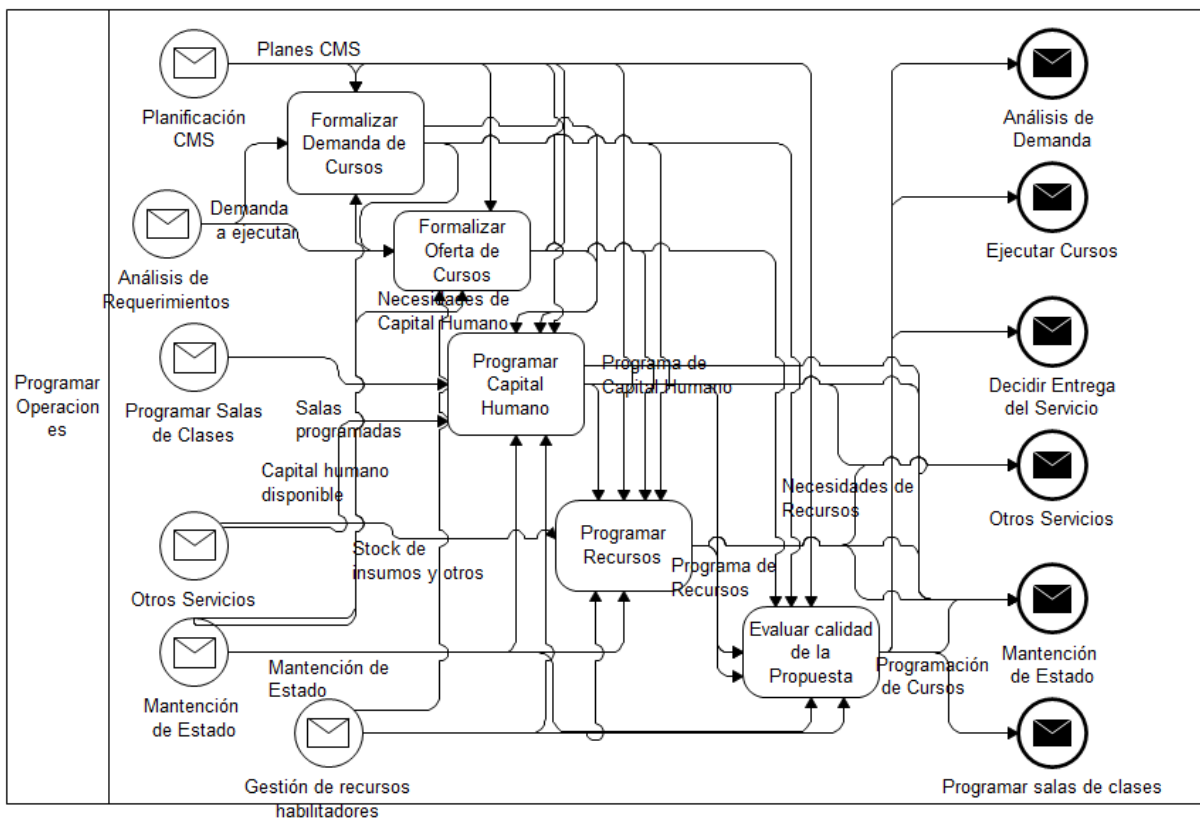 Programar
Operacion
es
Planes CMS
Planificación
CMS
Formalizar
Demanda de
Cursos
Análisis de
Demanda
Demanda
a ejecutar
Formalizar
Oferta de
Cursos
Ejecutar Cursos
Análisis de
Requerimientos
Necesidades de
Capital Humano
Programar
Capital
Humano
Programa de
Capital Humano
Decidir Entrega
del Servicio
Programar Salas
de Clases
Salas
programadas
Capital humano
disponible
Necesidades de
Recursos
Otros Servicios
Programar
Recursos
Stock de
insumos y otros
Programa de
Recursos
Otros Servicios
Evaluar calidad
de la
Propuesta
Programación
de Cursos
Mantención
de Estado
Mantención de
Estado
Mantención
de Estado
Gestión de recursos
habilitadores
Programar salas de clases